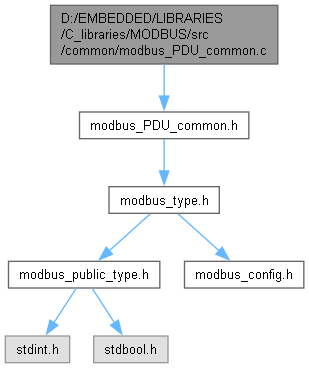 D:/EMBEDDED/LIBRARIES
/C_libraries/MODBUS/src
/common/modbus_PDU_common.c
modbus_PDU_common.h
modbus_type.h
modbus_public_type.h
modbus_config.h
stdint.h
stdbool.h